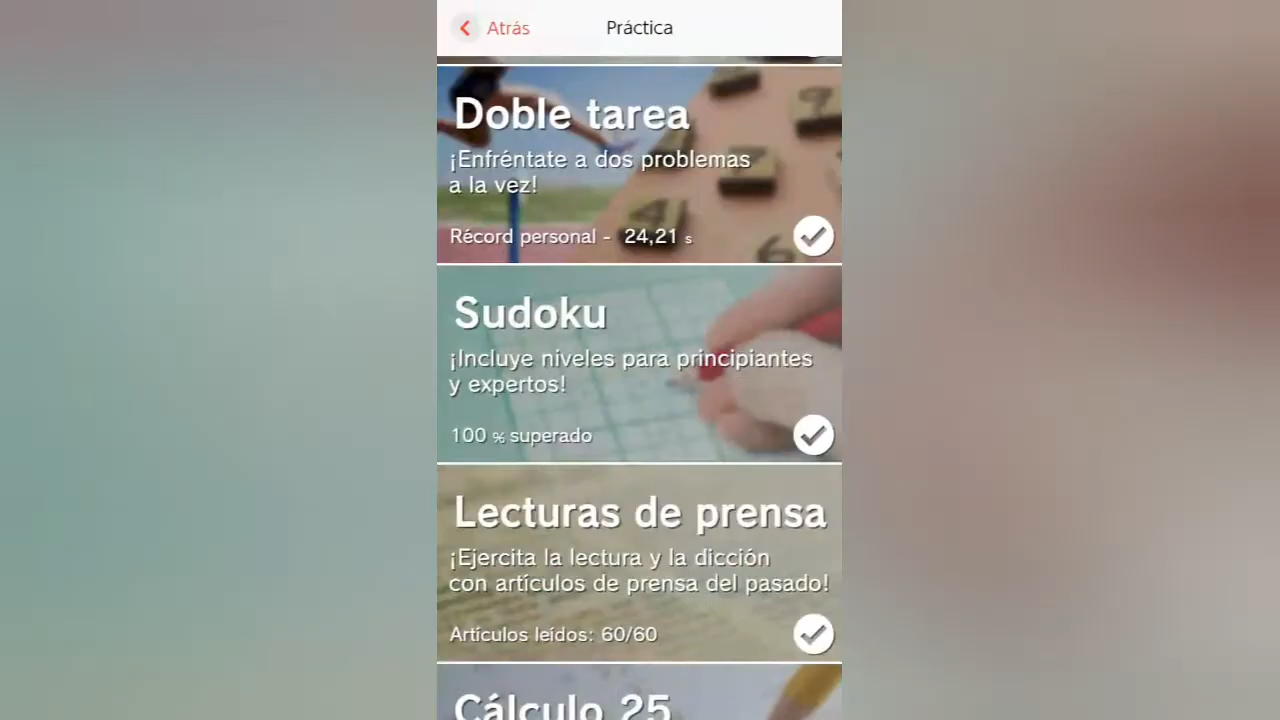 Atrás
Práctica
Doble tarea
¡Enfréntate a dos problemas
a la vez!
Récord personal - 24,21 s
Sudoku
¡Incluye niveles para principiantes
y expertos!
100 % superado
Lecturas de prensa
¡Ejercita la lectura y la dicción
con artículos de prensa del pasado!
Artículos leídos: 60/60
Cálculo 25